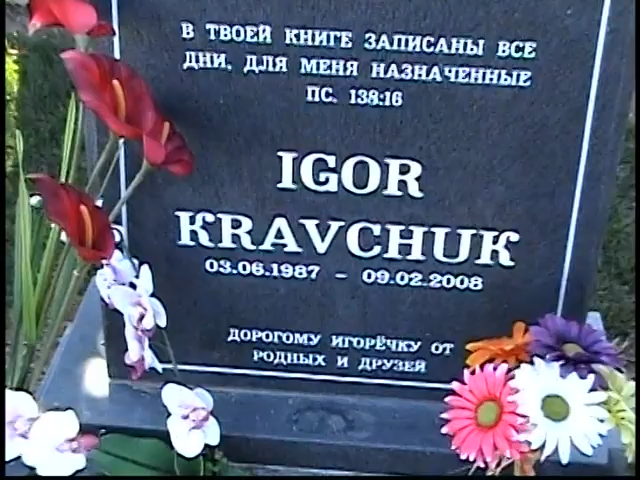 В ТВОЕЙ КНИГЕ ЗАПИСАНЫ ВСЕ
ДНИ, ДЛЯ МЕНЯ НАЗНАЧЕННЫЕ
ПС. 138:16
IGOR
KRAVCHUK
03.06.1987 - 09.02.2008
ДОРОГОМУ ИГОРЁЧКУ ОТ
РОДНЫХ И ДРУЗЕЙ